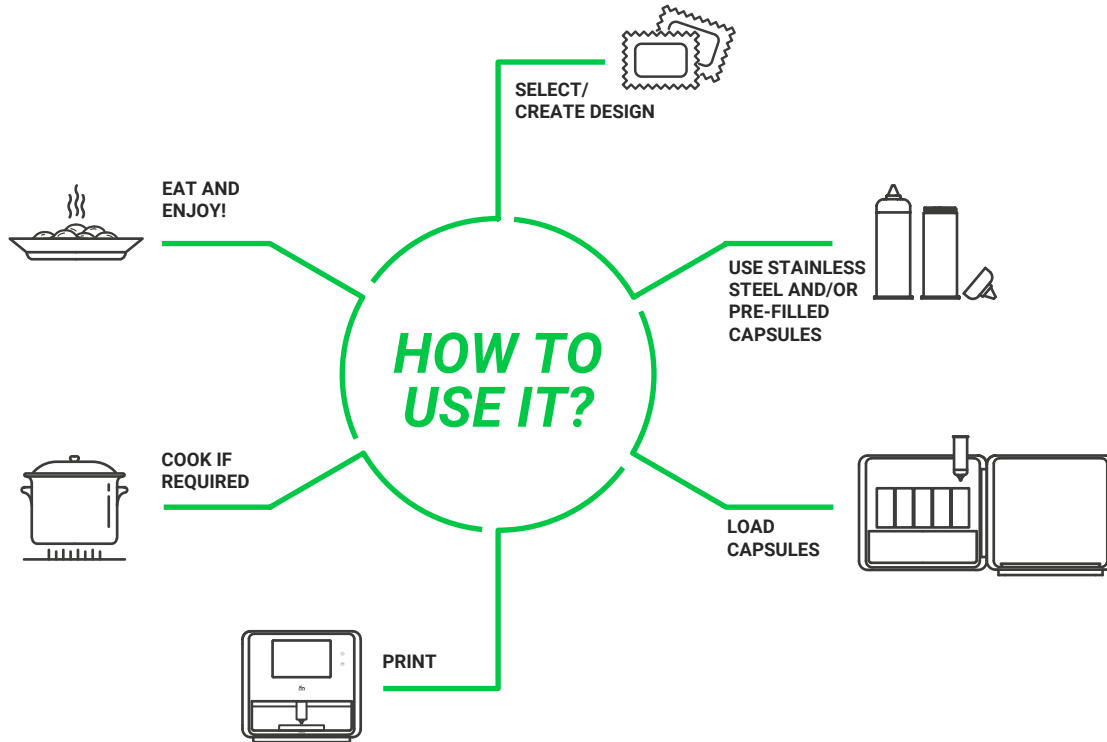 SELECT/
CREATE DESIGN
USE STAINLESS
STEEL AND/OR
PRE-FILLED
CAPSULES
LOAD
CAPSULES
PRINT
COOK IF
REQUIRED
EAT AND
ENJOY!
HOW TO
USE IT?